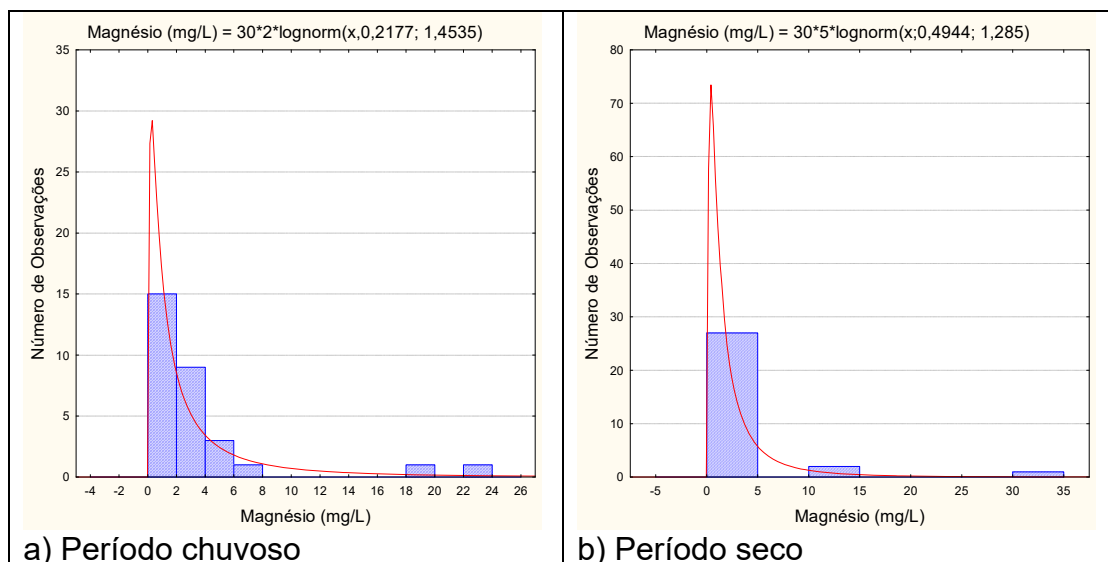 Magnésio (mg/L) = 30*2*lognorm(x,0,2177; 1,4535)
35
30
25
20
15
10
5
0
Número de Observações
-4 -2 0 2 4 6 8 10 12 14 16 18 20 22 24 26
Magnésio (mg/L)
a) Período chuvoso
Magnésio (mg/L) = 30*5*lognorm(x;0,4944; 1,285)
80
70
60
50
40
30
20
10
0
Número de Observações
-5 0 5 10 15 20 25 30 35
Magnésio (mg/L)
b) Período seco